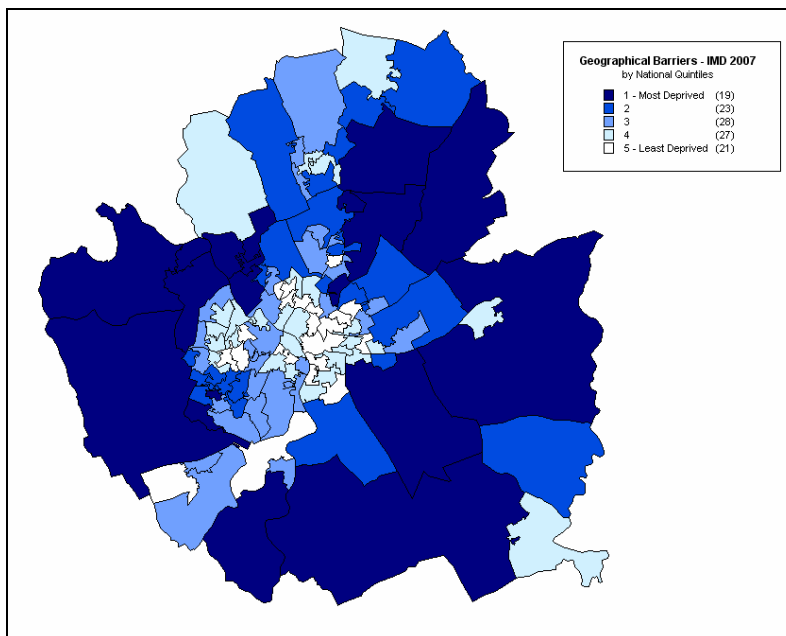 Geographical Barriers - IMD 2007
by National Quintiles
1 - Most Deprived (19)
2 (23)
3 (28)
4 (27)
5 - Least Deprived (21)